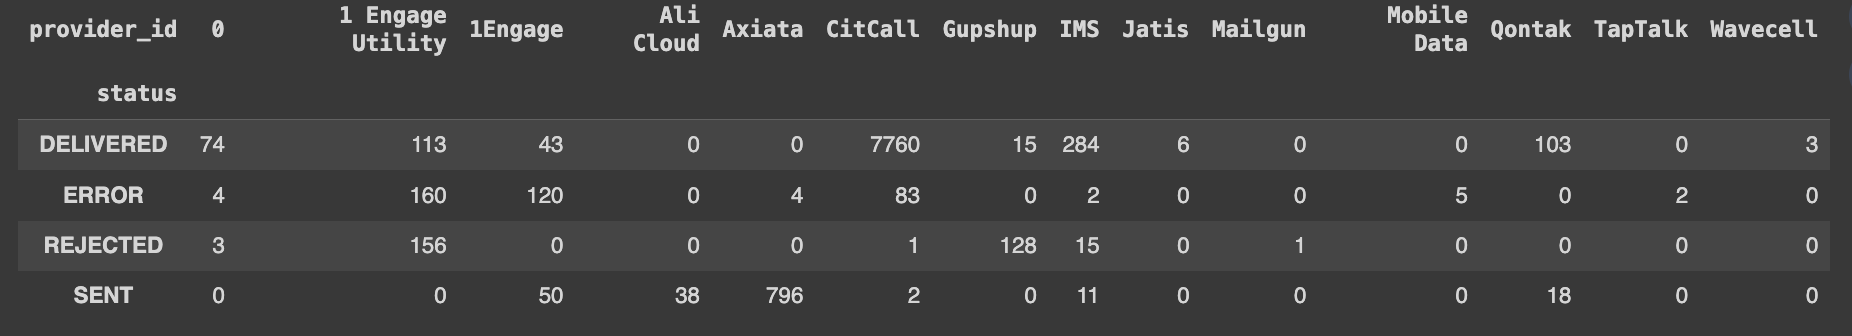 provider_id 0 1 Engage Utility 1Engage Ali Cloud Axiata CitCall Gupshup IMS Jatis Mailgun Mobile Data Qontak TapTalk Wavecell
status
DELIVERED 74 113 43 0 0 7760 15 284 6 0 0 103 0 3
ERROR 4 160 120 0 4 83 0 2 0 0 5 0 2 0
REJECTED 3 156 0 0 0 1 128 15 0 1 0 0 0 0
SENT 0 0 50 38 796 2 0 11 0 0 0 18 0 0